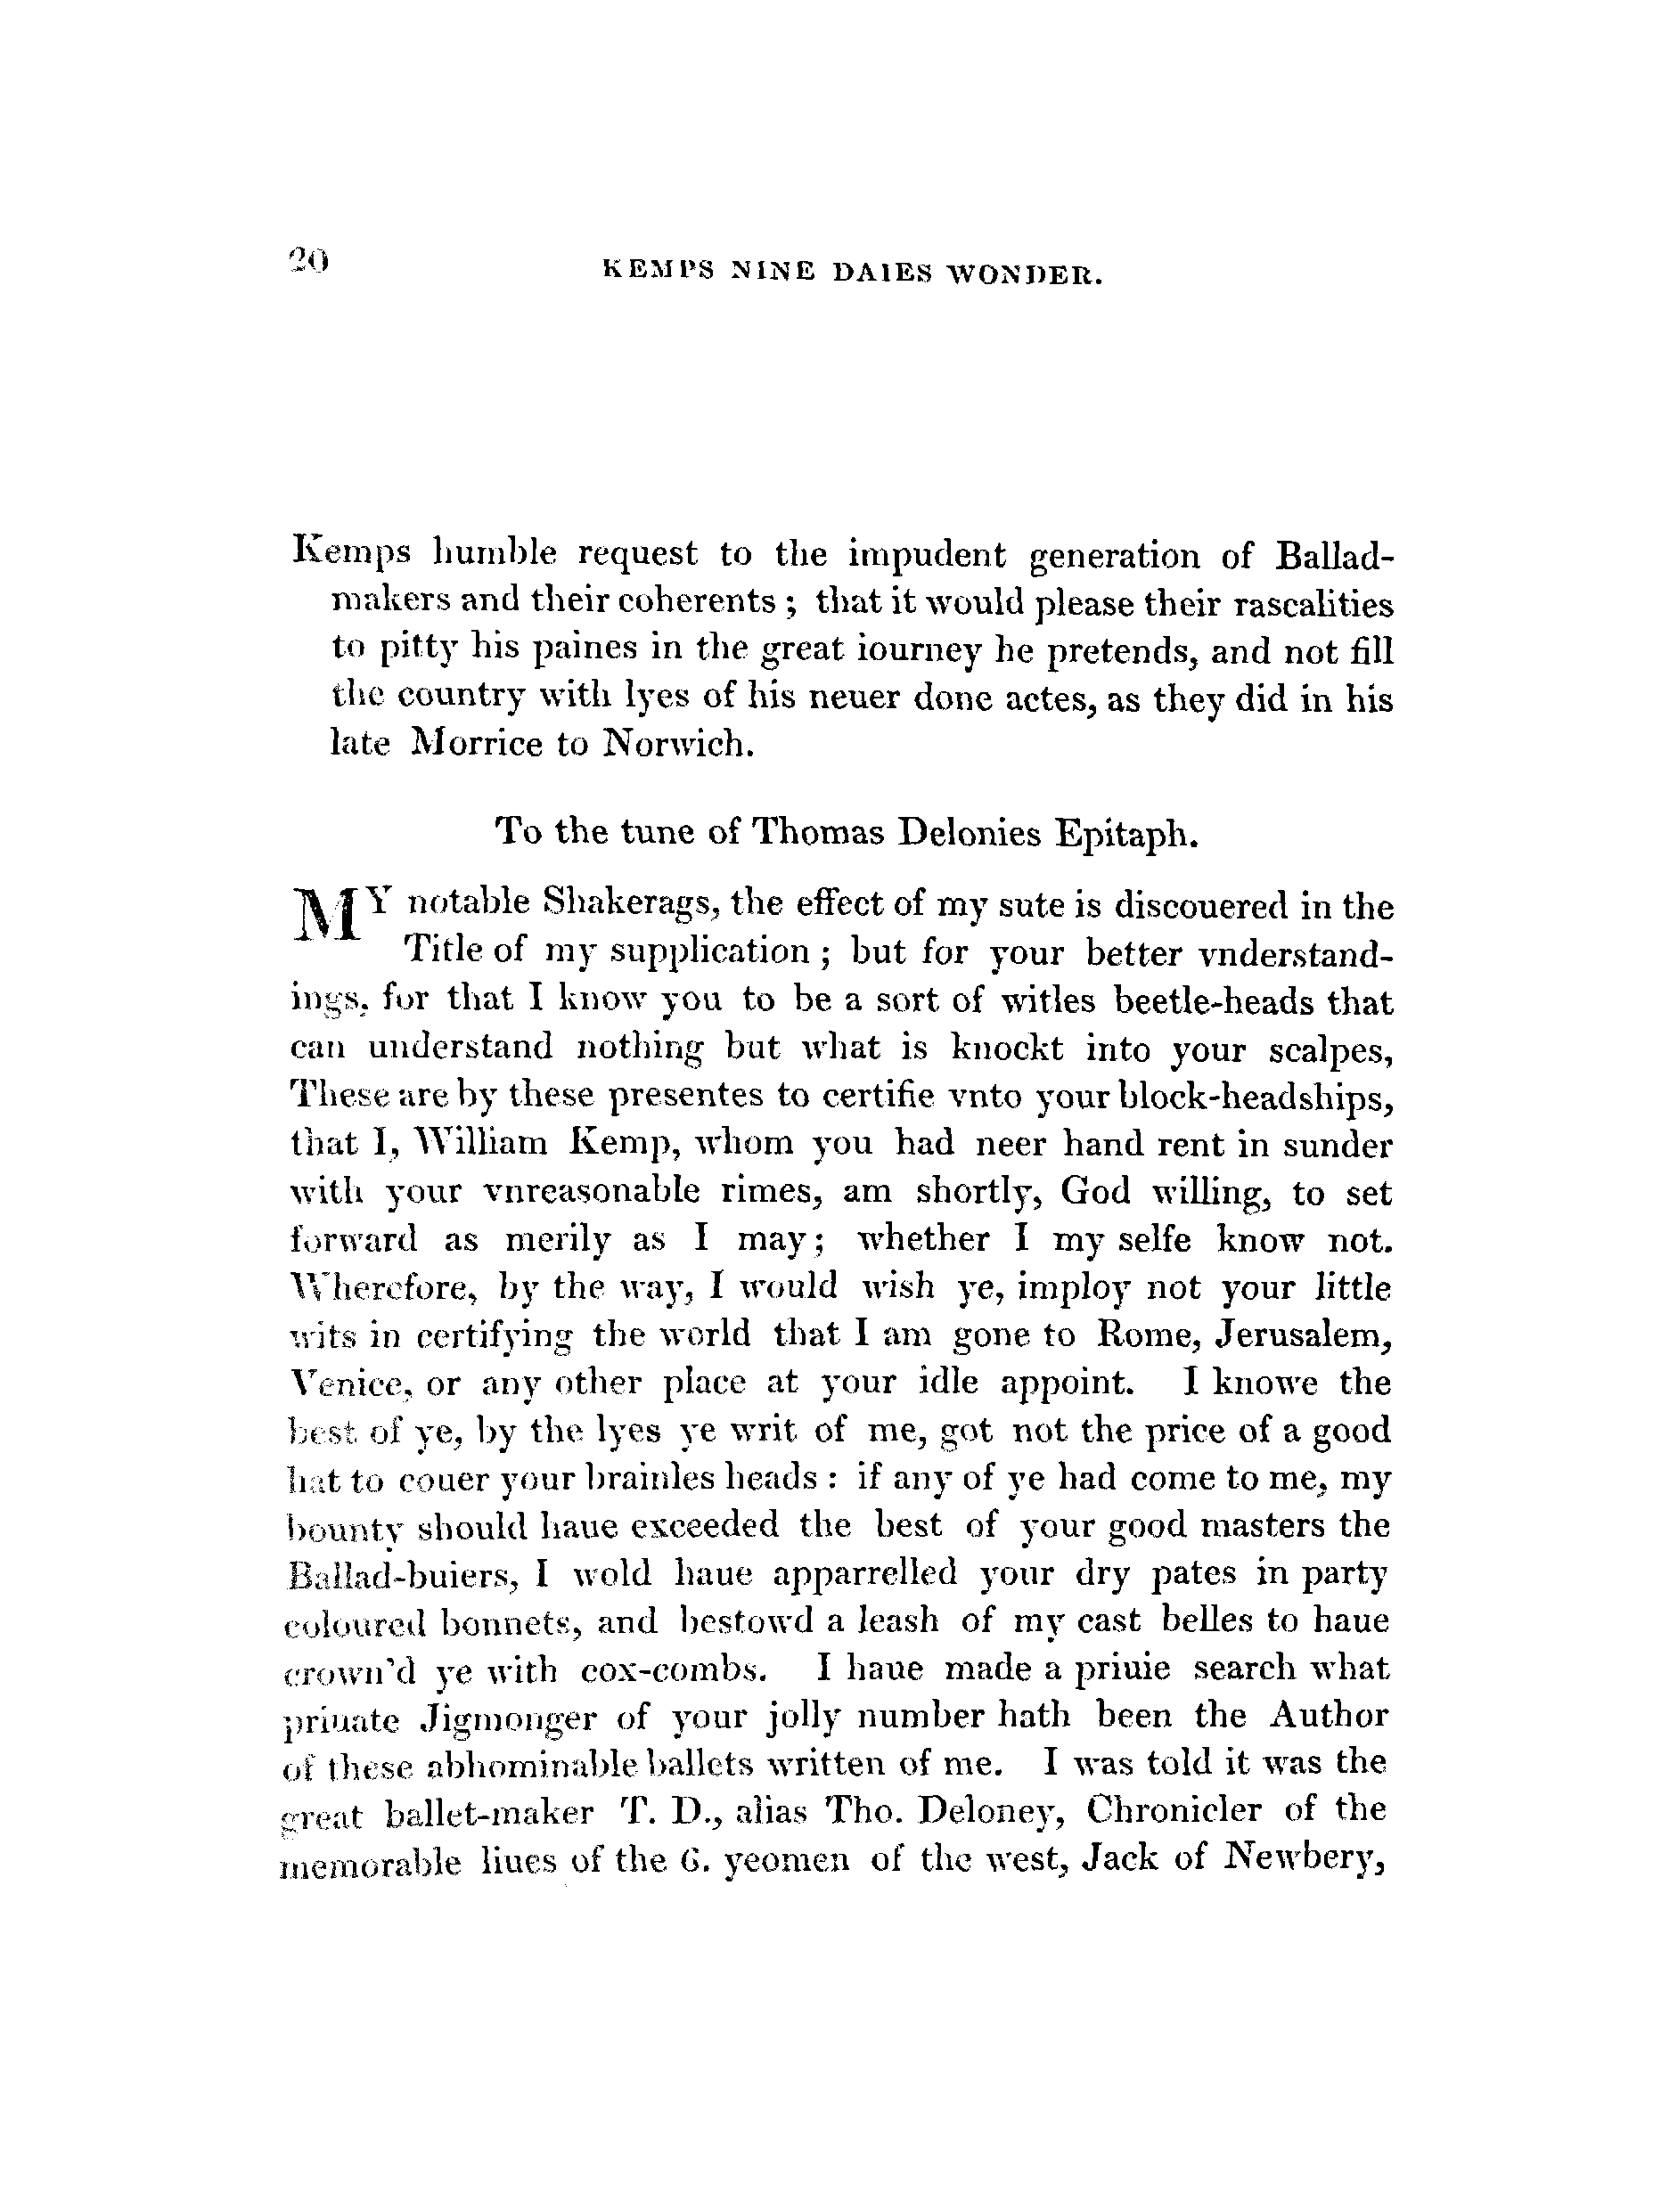 20
KEMPS NINE DAIES WONDER.
Kemps humble request to the impudent generation of Ballad-
makers and their coherents ; that it would please their rascalities
to pitty his paines in the great iourney he pretends, and not fill
the country with lyes of his neuer done actes, as they did in his
late Morrice to Norwich.
To the tune of Thomas Delonies Epitaph.
MY notable Shakerags, the effect of my sute is discouered in the
Title of my supplication ; but for your better vnderstand-
ings, for that I know you to be a sort of witles beetle-heads that
can understand nothing but what is knockt into your scalpes,
These are by these presentes to certifie vnto your block-headships,
that I, William Kemp, whom you had neer hand rent in sunder
with your vnreasonable rimes, am shortly, God willing, to set
forward as merily as I may; whether I my selfe know not.
Wherefore, by the way, I would wish ye, imploy not your little
wits in certifying the world that I am gone to Rome, Jerusalem,
Venice, or any other place at your idle appoint. I knowe the
best of ye, by the lyes ye writ of me, got not the price of a good
hat to couer your brainles heads : if any of ye had come to me, my
bounty should haue exceeded the best of your good masters the
Ballad-buiers, I wold haue apparrelled your dry pates in party
coloured bonnets, and bestowd a leash of my cast belles to haue
crown'd ye with cox-combs. I haue made a priuie search what
priuate Jigmonger of your jolly number hath been the Author
of these abhominable ballets written of me. I was told it was the
great ballet-maker T. D., alias Tho. Deloney, Chronicler of the
memorable liues of the 6. yeomen of the west, Jack of Newbery,